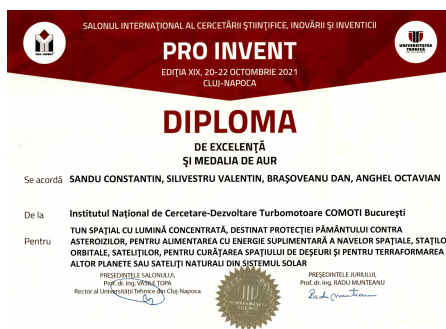 SALONUL INTERNAȚIONAL AL CERCETĂRII ȘTIINȚIFICE, INOVĂRII ȘI INVENTICII
PRO INVENT
UNIVERSITATEA
TEHNICA
PRO INVENT
EDIȚIA XIX, 20-22 OCTOMBRIE 2021
CLUJ-NAPOCA
DIPLOMA
DE EXCELENȚĂ
ȘI MEDALIA DE AUR
Se acordă SANDU CONSTANTIN, SILIVESTRU VALENTIN, BRAȘOVEANU DAN, ANGHEL OCTAVIAN
De la Institutul Național de Cercetare-Dezvoltare Turbomotoare COMOTI București
Pentru TUN SPAȚIAL CU LUMINĂ CONCENTRATĂ, DESTINAT PROTECȚIEI PĂMÂNTULUI CONTRA
ASTEROIZILOR, PENTRU ALIMENTAREA CU ENERGIE SUPLIMENTARĂ A NAVELOR SPAȚIALE, STAȚIILO
ORBITALE, SATELIȚILOR, PENTRU CURĂȚAREA SPAȚIULUI DE DEȘEURI ȘI PENTRU TERRAFORMAREA
ALTOR PLANETE SAU SATELIȚI NATURALI DIN SISTEMUL SOLAR
PREȘEDINTELE SALONULUI,
Prof. dr. ing. VASILE ȚOPA
Rector al Universității Tehnice din Cluj-Napoca
PREȘEDINTELE JURIULUI,
Prof. dr. ing. RADU MUNTEANU